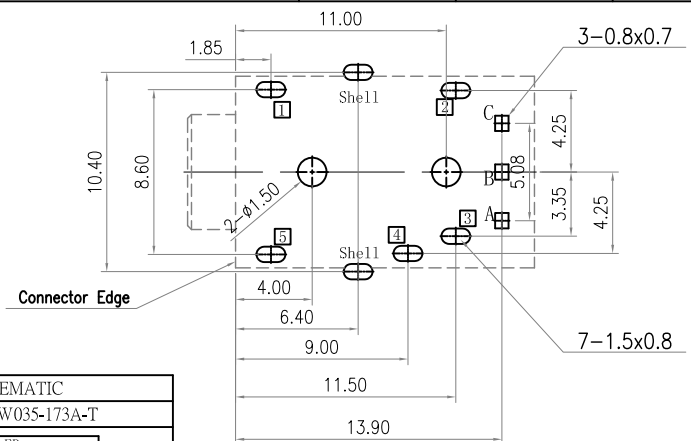 11.00
3-0.8x0.7
1.85
Shell
1
2
C
10.40
8.60
5.08
4.25
B
3.35
4.25
2-ø1.50
A
3
4
5
Shell
Connector Edge
4.00
6.40
7-1.5x0.8
9.00
11.50
13.90
EMATIC
W035-173A-T